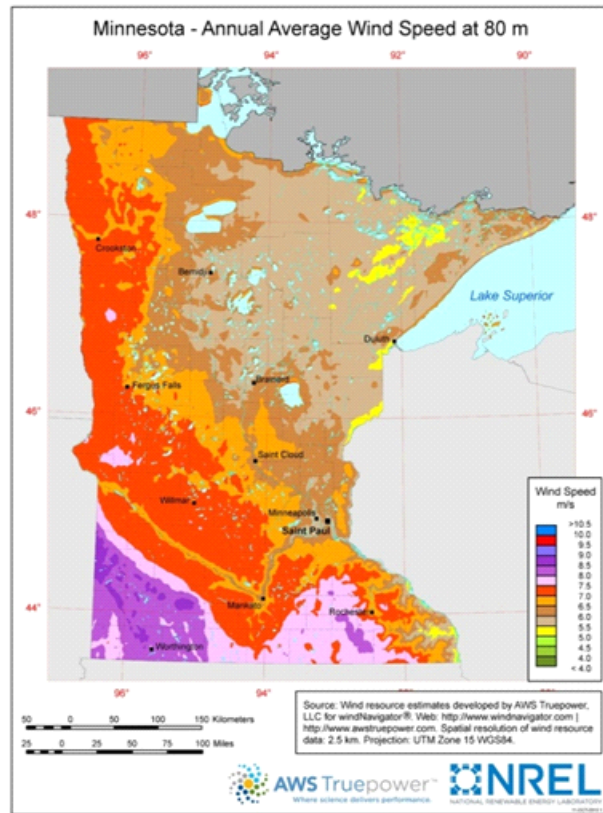 Minnesota - Annual Average Wind Speed at 80 m
96°
94°
92°
90°
48°
48°
Crookston
Bemidji
Lake Superior
Duluth
Fergus Falls
Brainerd
46°
46°
Saint Cloud
Willmar
Minneapolis
Saint Paul
Wind Speed
m/s
>10.5
10.0
9.5
9.0
8.5
8.0
7.5
7.0
6.5
6.0
5.5
5.0
4.5
4.0
< 4.0
44°
Mankato
Rochester
Worthington
96°
94°
50 0 50 100 150 Kilometers
25 0 25 50 75 100 Miles
Source: Wind resource estimates developed by AWS Truepower,
LLC for windNavigator®. Web: http://www.windnavigator.com |
http://www.awstruepower.com. Spatial resolution of wind resource
data: 2.5 km. Projection: UTM Zone 15 WGS84.
AWS Truepower™
Where science delivers performance.
NREL
NATIONAL RENEWABLE ENERGY LABORATORY